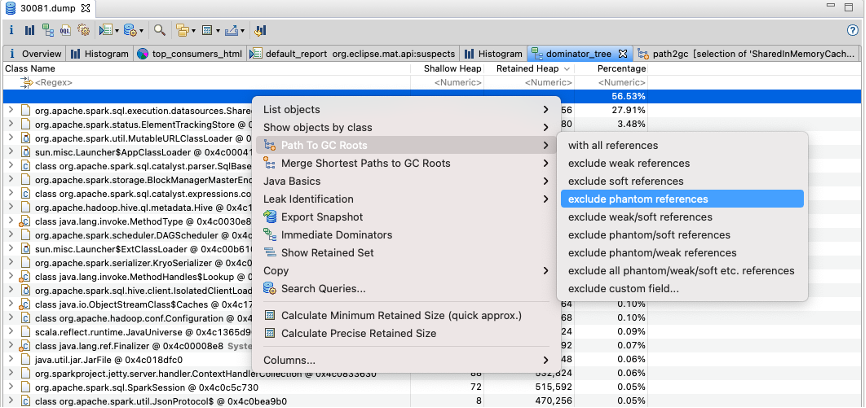 30081.dump
Overview Histogram top_consumers_html default_report org.eclipse.mat.api:suspects Histogram dominator_tree path2gc [selection of 'SharedInMemoryCach...
Class Name Shallow Heap Retained Heap Percentage
<Regex> <Numeric> <Numeric> <Numeric>
56.53%
org.apache.spark.sql.execution.datasources.Share 56 27.91%
org.apache.spark.status.ElementTrackingStore @ 80 3.48%
org.apache.spark.util.MutableURLClassLoader @
sun.misc.Launcher$AppClassLoader @ 0x4c00041
org.apache.spark.sql.catalyst.parser.SqlBase
org.apache.spark.storage.BlockManagerMasterEn
class org.apache.spark.sql.catalyst.expressions.co
org.apache.hadoop.hive.ql.metadata.Hive @ 0x4c
class java.lang.invoke.MethodType @ 0x4c0030e8
org.apache.spark.scheduler.DAGScheduler @ 0x4
sun.misc.Launcher$ExtClassLoader @ 0x4c00b610
org.apache.spark.serializer.KryoSerializer @ 0x4c
class java.lang.invoke.MethodHandles$Lookup @
org.apache.spark.sql.hive.client.IsolatedClientLoad
class java.io.ObjectStreamClass$Caches @ 0x4c17 64 0.10%
class org.apache.hadoop.conf.Configuration @ 68 0.10%
scala.reflect.runtime.JavaUniverse @ 0x4c1365d9 24 0.09%
class java.lang.ref.Finalizer @ 0x4c00008e8 Syste 92 0.07%
java.util.jar.JarFile @ 0x4c018dfc0 48 0.06%
org.sparkproject.jetty.server.handler.ContextHandlerCollection @ 0x4c0833630 88 532,824 0.06%
org.apache.spark.sql.SparkSession @ 0x4c0c5c730 72 515,592 0.05%
class org.apache.spark.util.JsonProtocol$ @ 0x4c0bea9b0 8 470,256 0.05%
List objects
Show objects by class
Path To GC Roots
Merge Shortest Paths to GC Roots
Java Basics
Leak Identification
Export Snapshot
Immediate Dominators
Show Retained Set
Copy
Search Queries...
Calculate Minimum Retained Size (quick approx.)
Calculate Precise Retained Size
Columns...
with all references
exclude weak references
exclude soft references
exclude phantom references
exclude weak/soft references
exclude phantom/soft references
exclude phantom/weak references
exclude all phantom/weak/soft etc. references
exclude custom field...